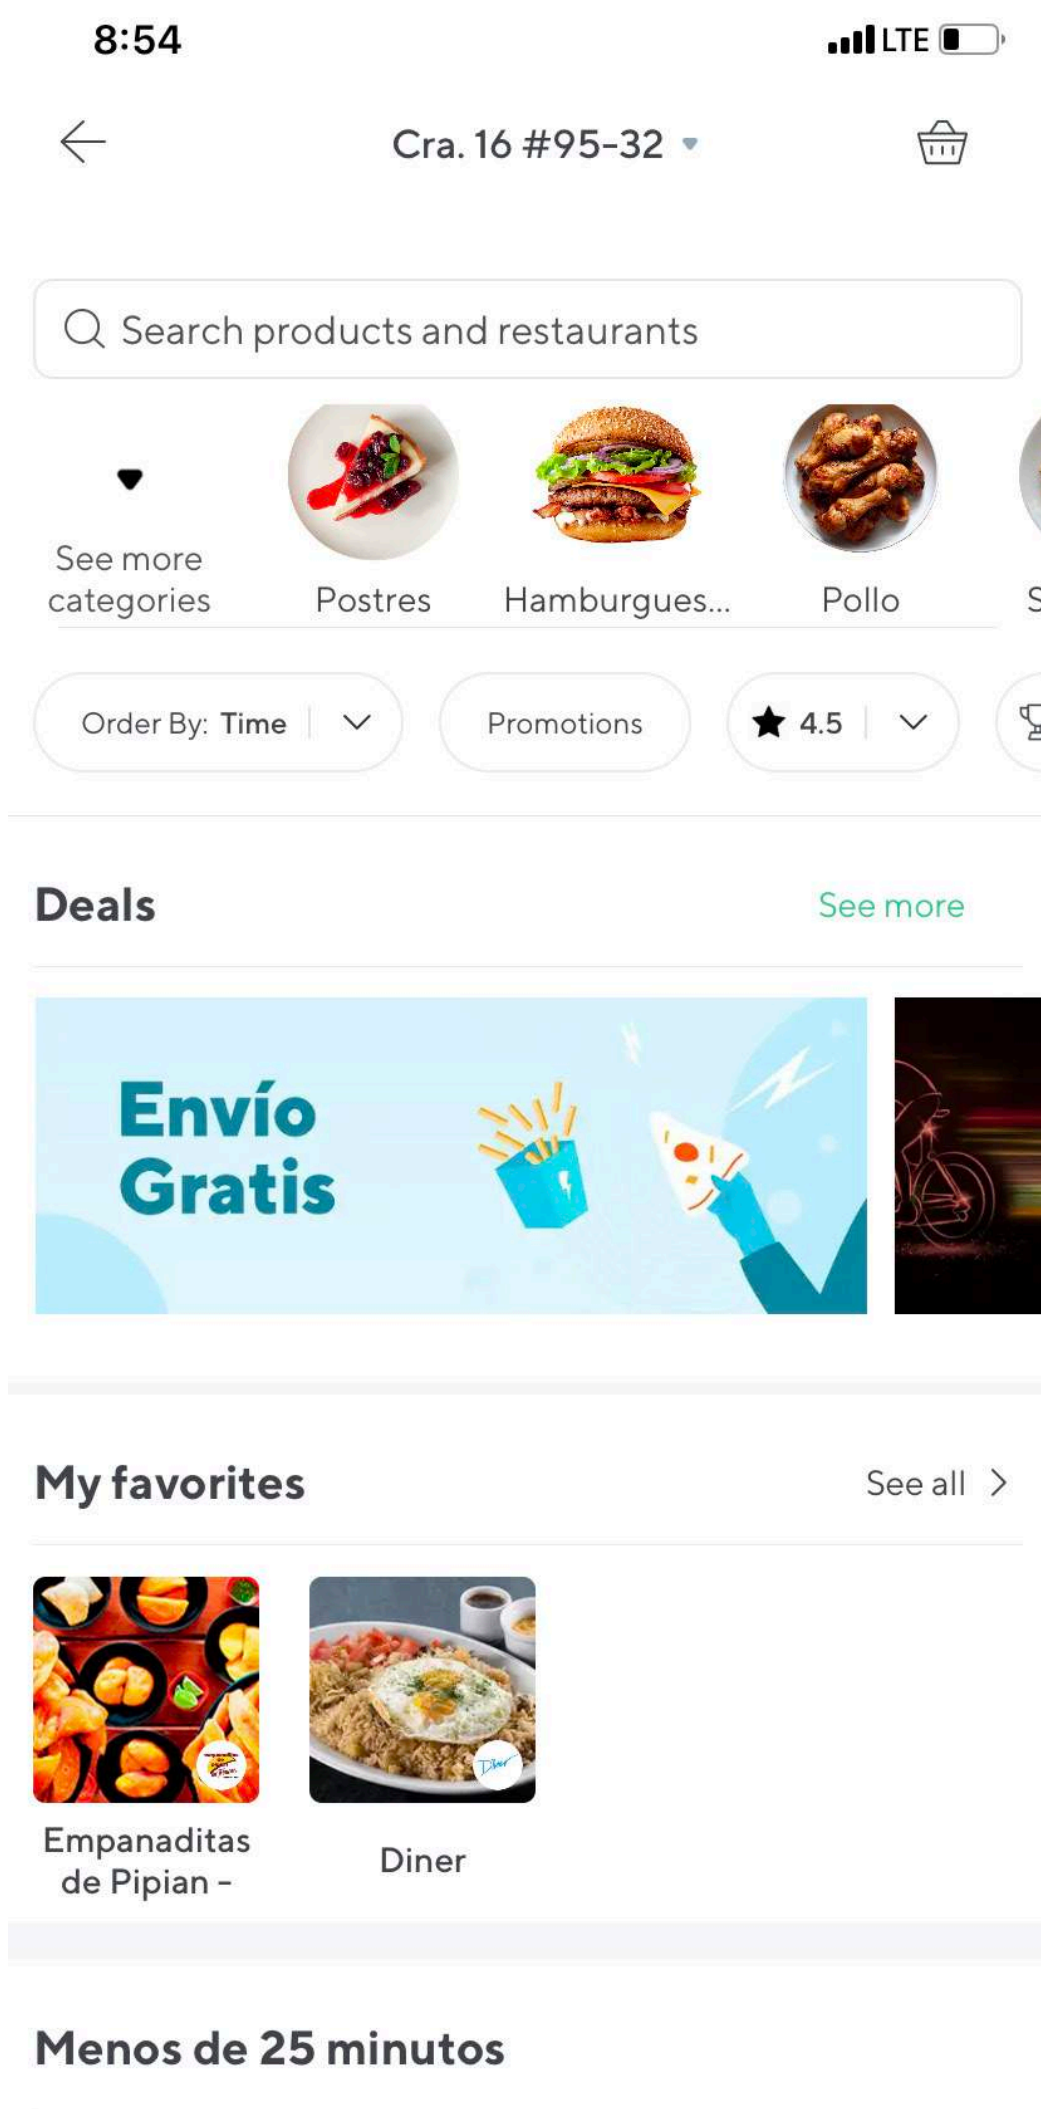 8:54
LTE
Cra. 16 #95-32
Search products and restaurants
See more
categories
Postres
Hamburgues...
Pollo
S
Order By: Time
Promotions
4.5
Deals
See more
Envío
Gratis
My favorites
See all
Diner
Empanaditas
de Pipian -
Diner
Menos de 25 minutos